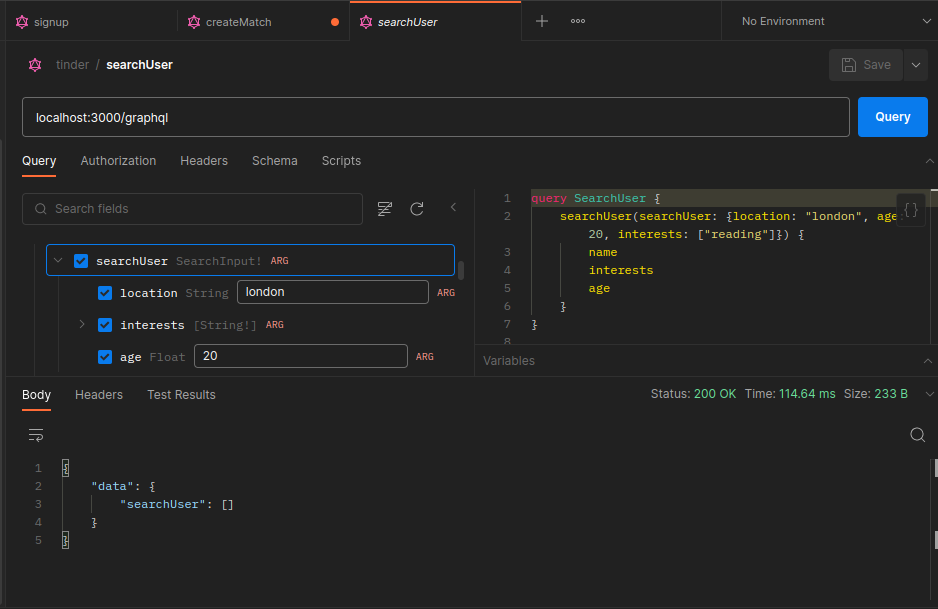 signup
createMatch
searchUser
No Environment
tinder / searchUser
Save
localhost:3000/graphql
Query
Query Authorization Headers Schema Scripts
Search fields
searchUser SearchInput! ARG
location String london ARG
interests [String!] ARG
age Float 20 ARG
1 query SearchUser {
2 searchUser(searchUser: {location: "london", age:
20, interests: ["reading"]}) {
3 name
4 interests
5 age
6 }
7 }
8
{}
Variables
Body Headers Test Results
Status: 200 OK Time: 114.64 ms Size: 233 B
1 {
2 "data": {
3 "searchUser": []
4 }
5 }